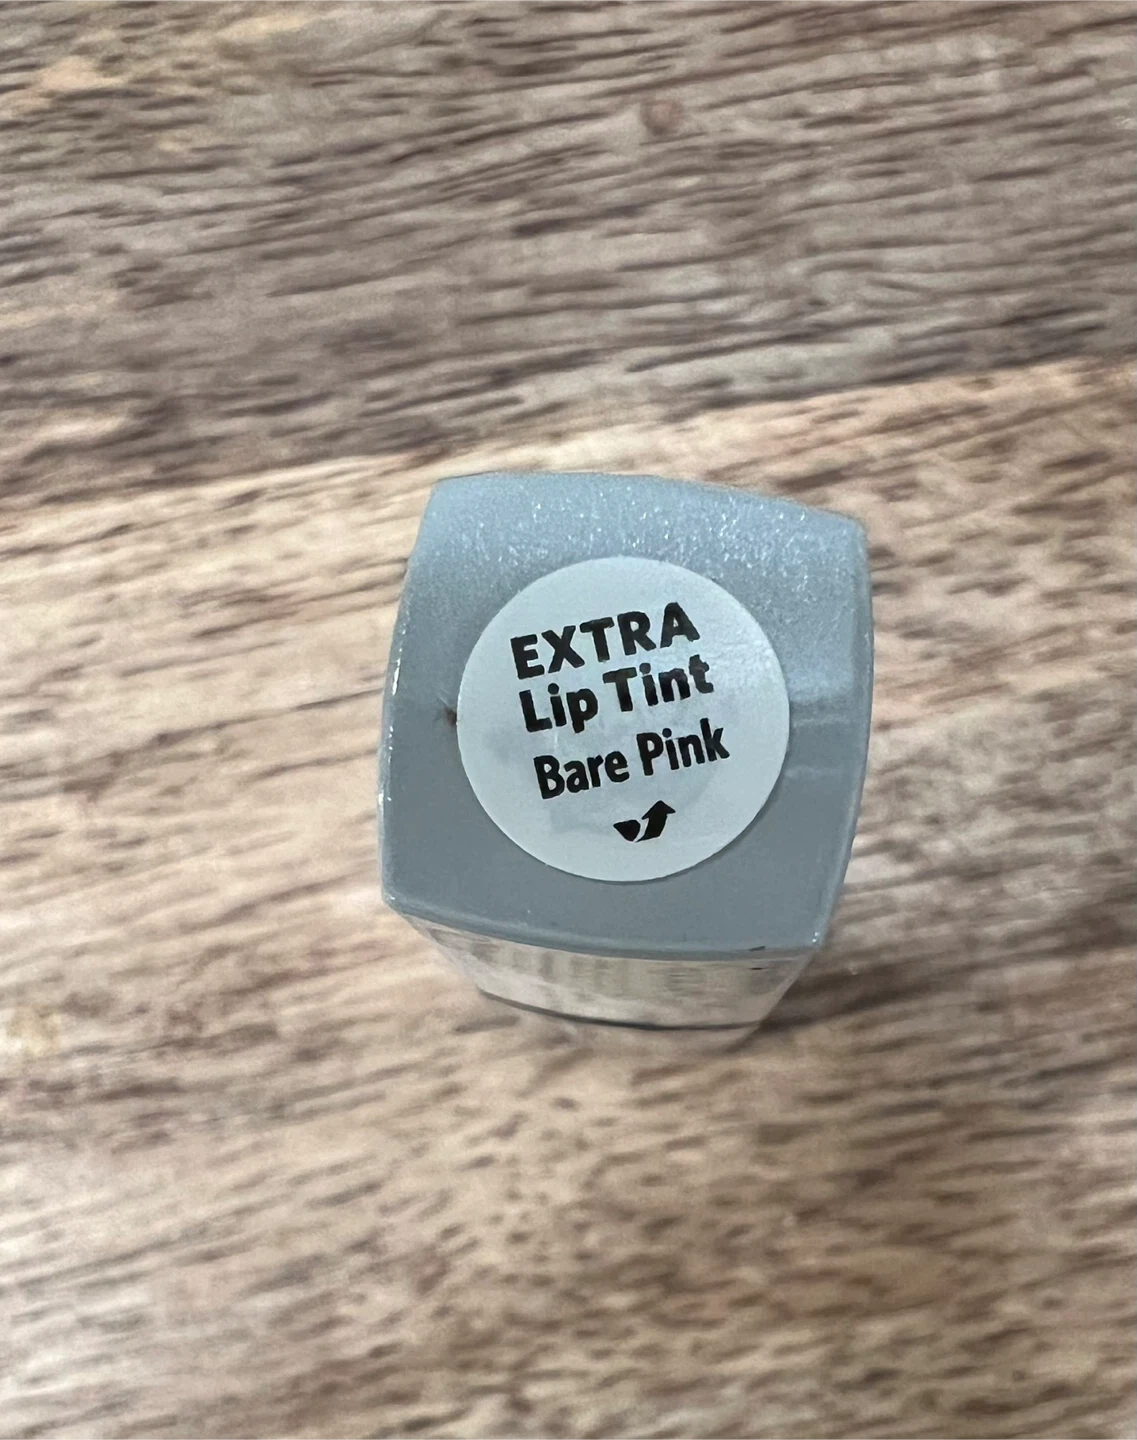 EXTRA
Lip Tint
Bare Pink